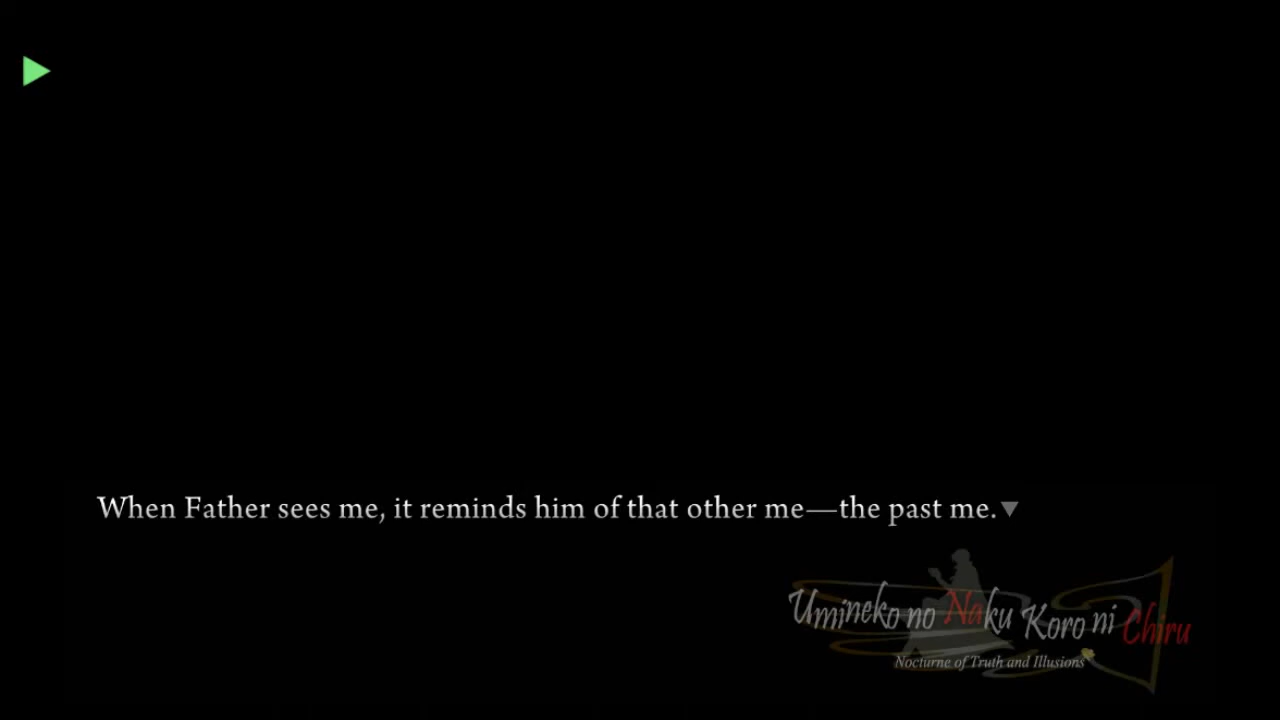 When Father sees me, it reminds him of that other me—the past me.
Umineko no Naku Koro ni Chiru
Nocturne of Truth and Illusions